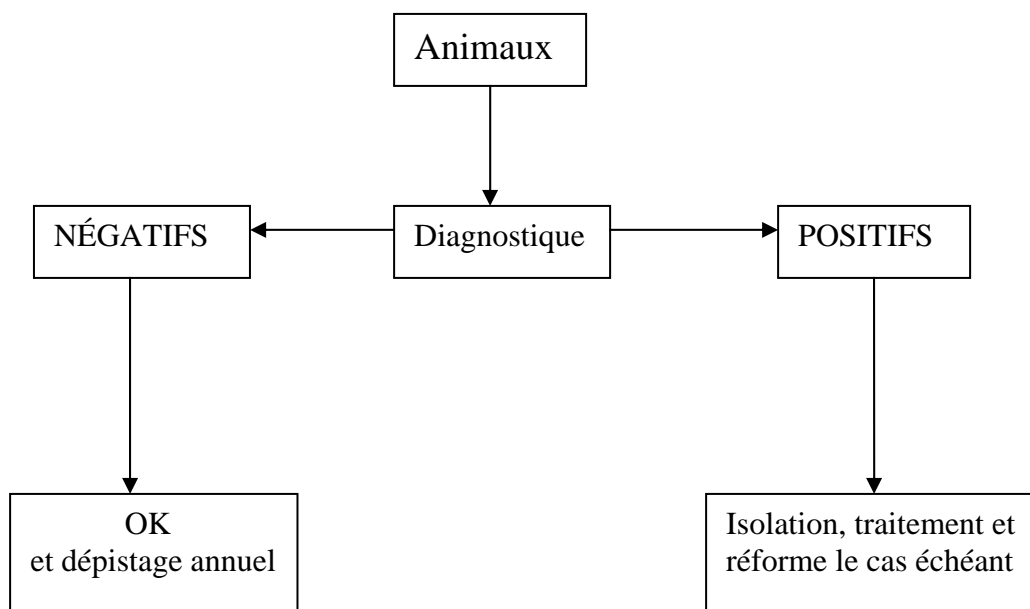 Animaux
NÉGATIFS
Diagnostique
POSITIFS
OK
et dépistage annuel
Isolation, traitement et
réforme le cas échéant